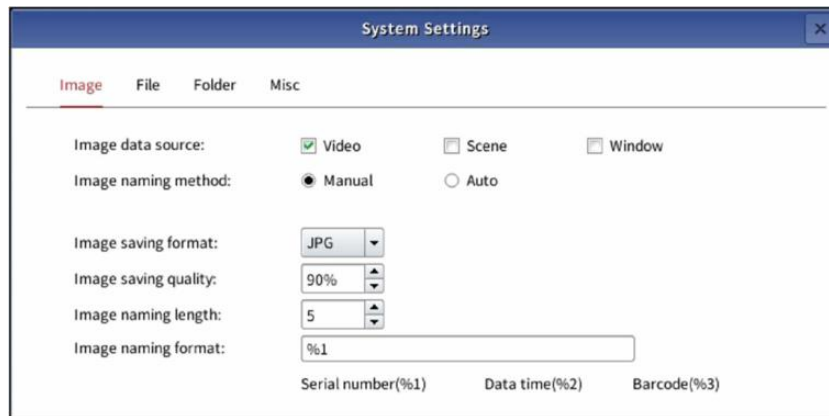 System Settings
Image File Folder Misc
Image data source: Video Scene Window
Image naming method: Manual Auto
Image saving format: JPG
Image saving quality: 90%
Image naming length: 5
Image naming format: %1
Serial number(%1) Data time(%2) Barcode(%3)